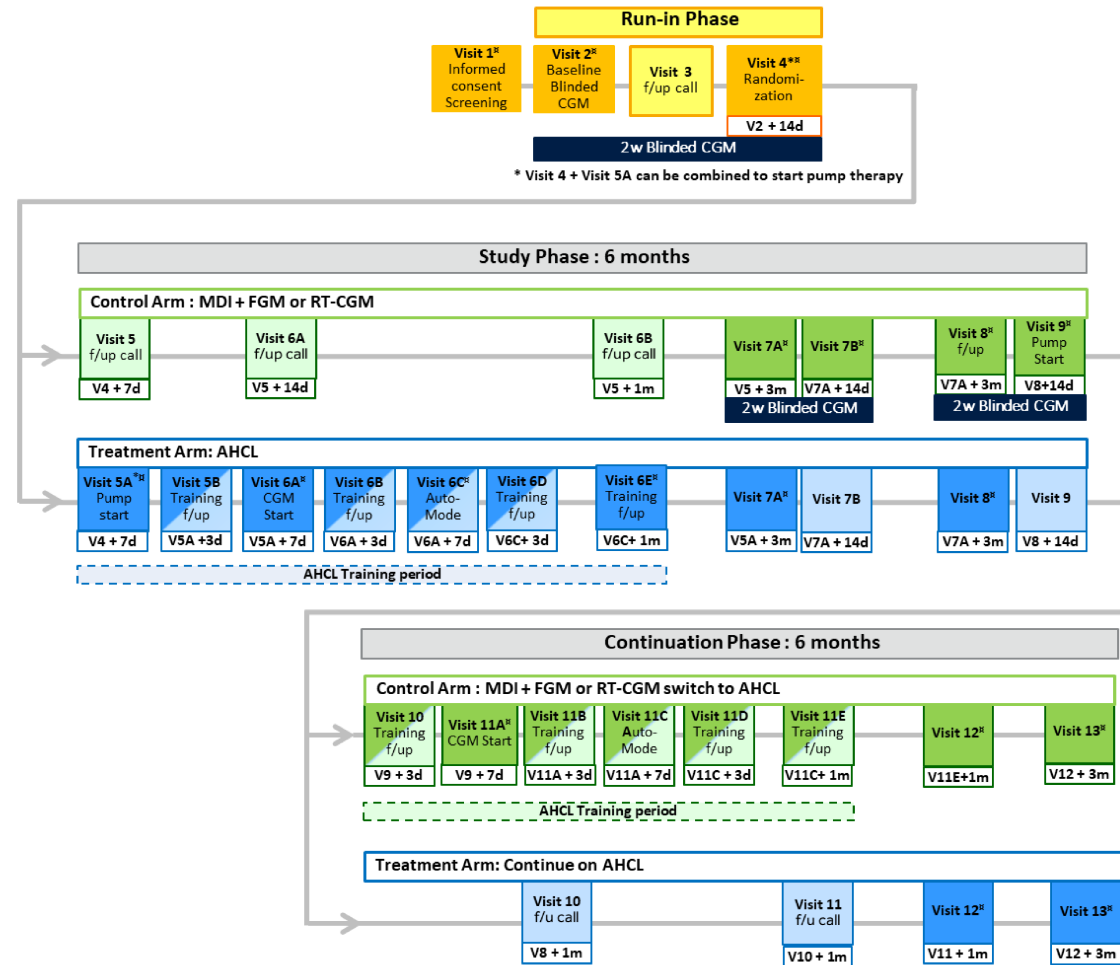 Run-in Phase
Visit 1¤
Informed
consent
Screening
Visit 2¤
Baseline
Blinded
CGM
Visit 3
f/up call
Visit 4*¤
Randomi-
zation
V2 + 14d
2w Blinded CGM
* Visit 4 + Visit 5A can be combined to start pump therapy
Study Phase : 6 months
Control Arm : MDI + FGM or RT-CGM
Visit 5
f/up call
V4 + 7d
Visit 6A
f/up call
V5 + 14d
Visit 6B
f/up call
V5 + 1m
Visit 7A¤
V5 + 3m
Visit 7B¤
V7A + 14d
2w Blinded CGM
Visit 8¤
f/up
V7A + 3m
Visit 9¤
Pump
Start
V8+14d
2w Blinded CGM
Treatment Arm: AHCL
Visit 5A*¤
Pump
start
V4 + 7d
Visit 5B
Training
f/up
V5A +3d
Visit 6A¤
CGM
Start
V5A + 7d
Visit 6B
Training
f/up
V6A + 3d
Visit 6C¤
Auto-
Mode
V6A + 7d
Visit 6D
Training
f/up
V6C+ 3d
Visit 6E¤
Training
f/up
V6C+ 1m
Visit 7A¤
V5A + 3m
Visit 7B
V7A + 14d
Visit 8¤
V7A + 3m
Visit 9
V8 + 14d
AHCL Training period
Continuation Phase : 6 months
Control Arm : MDI + FGM or RT-CGM switch to AHCL
Visit 10
Training
f/up
V9 + 3d
Visit 11A¤
CGM Start
V9 + 7d
Visit 11B
Training
f/up
V11A + 3d
Visit 11C
Auto-
Mode
V11A + 7d
Visit 11D
Training
f/up
V11C + 3d
Visit 11E
Training
f/up
V11C+ 1m
Visit 12¤
V11E+1m
Visit 13¤
V12 + 3m
AHCL Training period
Treatment Arm: Continue on AHCL
Visit 10
f/u call
V8 + 1m
Visit 11
f/u call
V10 + 1m
Visit 12¤
V11 + 1m
Visit 13¤
V12 + 3m